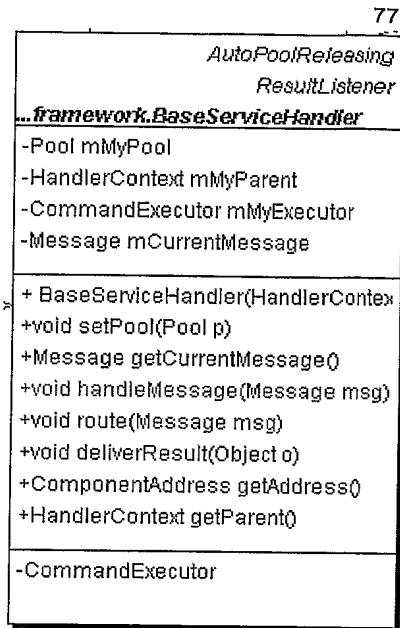 77
AutoPoolReleasing
ResultListener
...framework.BaseServiceHandler
-Pool mMyPool
-HandlerContext mMyParent
-CommandExecutor mMyExecutor
-Message mCurrentMessage
+ BaseServiceHandler(HandlerContex
+void setPool(Pool p)
+Message getCurrentMessage()
+void handleMessage(Message msg)
+void route(Message msg)
+void deliverResult(Object o)
+ComponentAddress getAddress()
+HandlerContext getParent()
-CommandExecutor